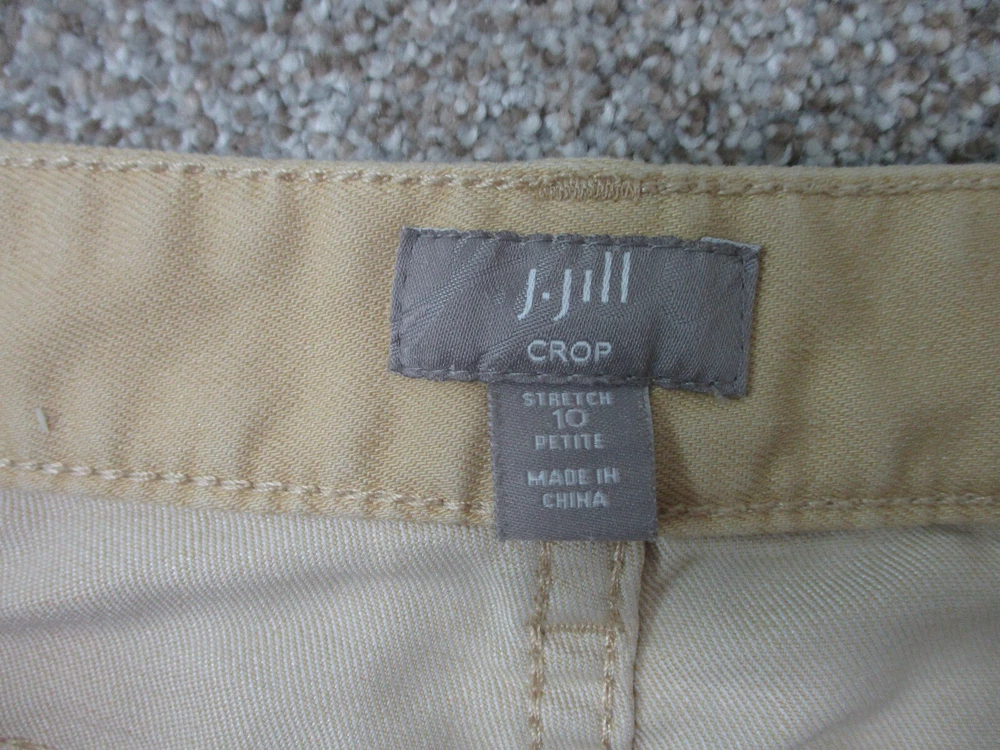 J.Jill
CROP
STRETCH
10
PETITE
MADE IN
CHINA